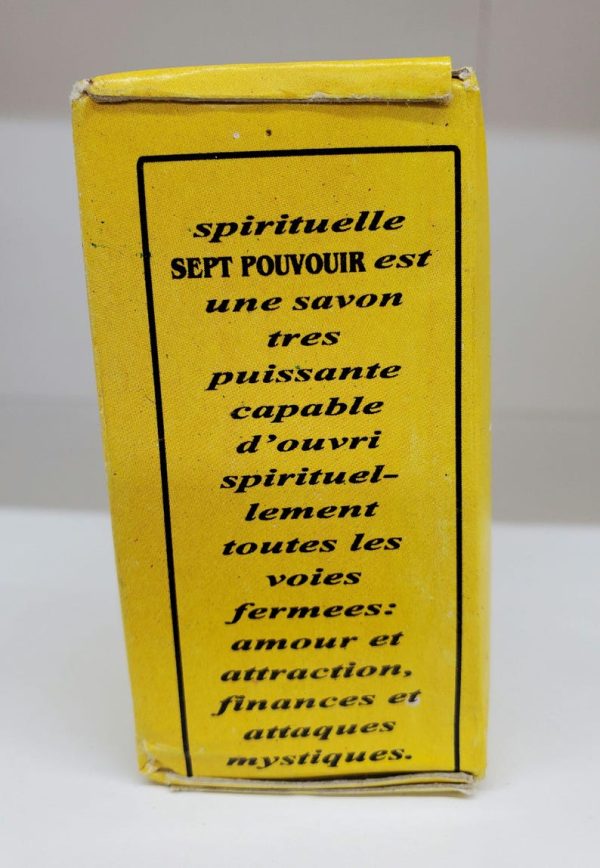 spirituelle
SEPT POUVOUIR est
une savon
tres
puissante
capable
d'ouvri
spirituel-
lement
toutes les
voies
fermees:
amour et
attraction,
finances et
attaques
mystiques.